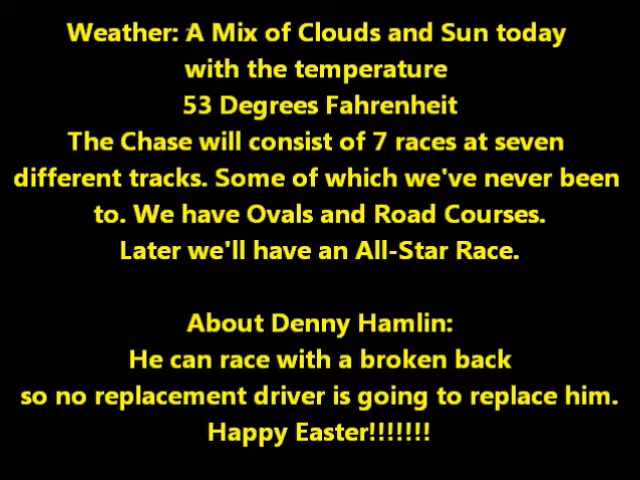 Weather: A Mix of Clouds and Sun today
with the temperature
53 Degrees Fahrenheit
The Chase will consist of 7 races at seven
different tracks. Some of which we've never been
to. We have Ovals and Road Courses.
Later we'll have an All-Star Race.
About Denny Hamlin:
He can race with a broken back
so no replacement driver is going to replace him.
Happy Easter!!!!!!!